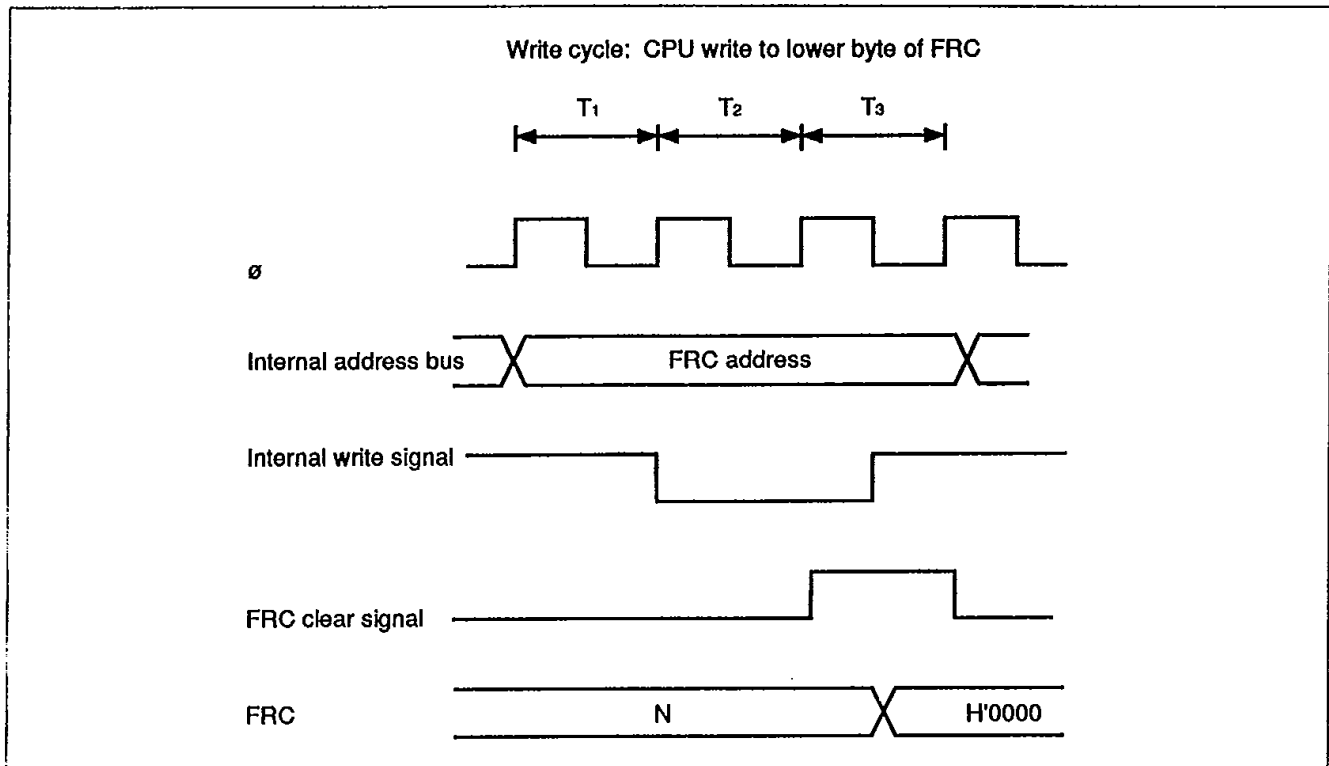 Write cycle: CPU write to lower byte of FRC
T1 T2 T3
ø
Internal address bus FRC address
Internal write signal
FRC clear signal
FRC N H'0000